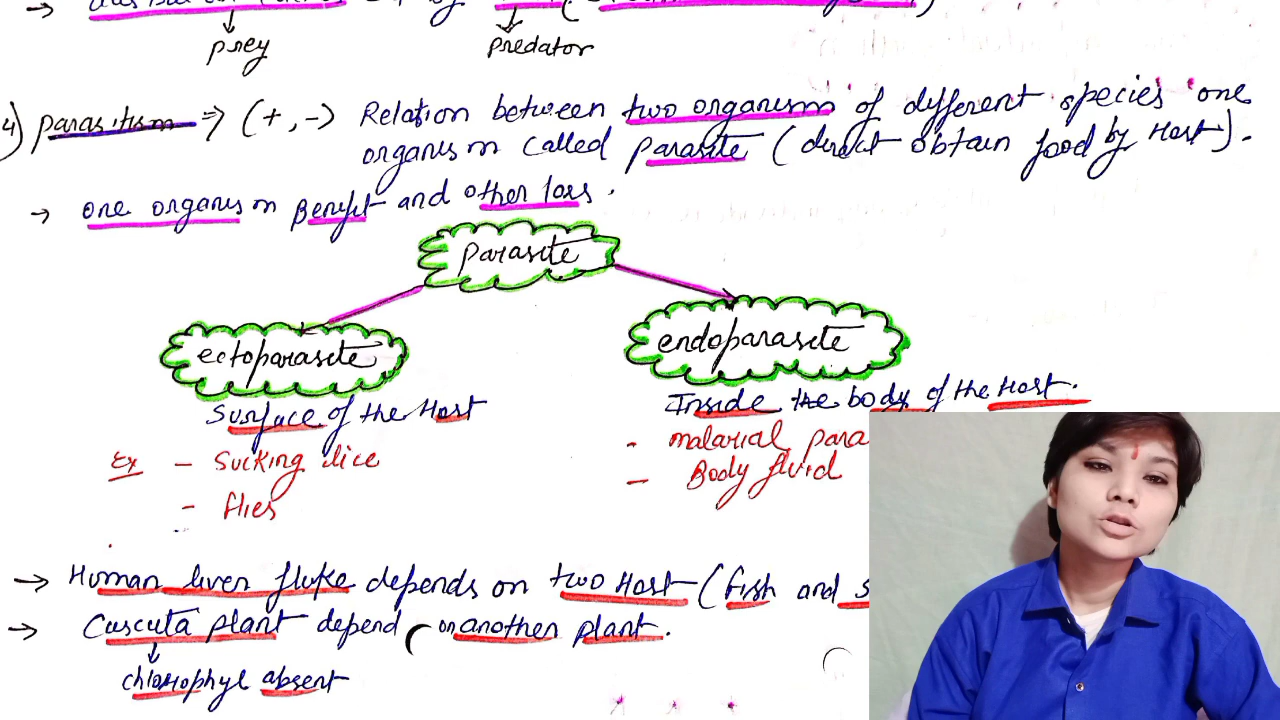 of
prey
predator
4) parasitism ⇒ (+, -) Relation between two organism of different species one
organism called parasite (direct obtain food by Host).
→ one organism Benefit and other loss.
parasite
ectoparasite
endoparasite
Surface of the Host
Inside the body of the Host.
Ex - Sucking lice
- flies
- malarial para
- Body fluid
→ Human liver fluke depends on two Host (fish and s
→ Cuscuta plant depend on another plant.
chlorophyl absent